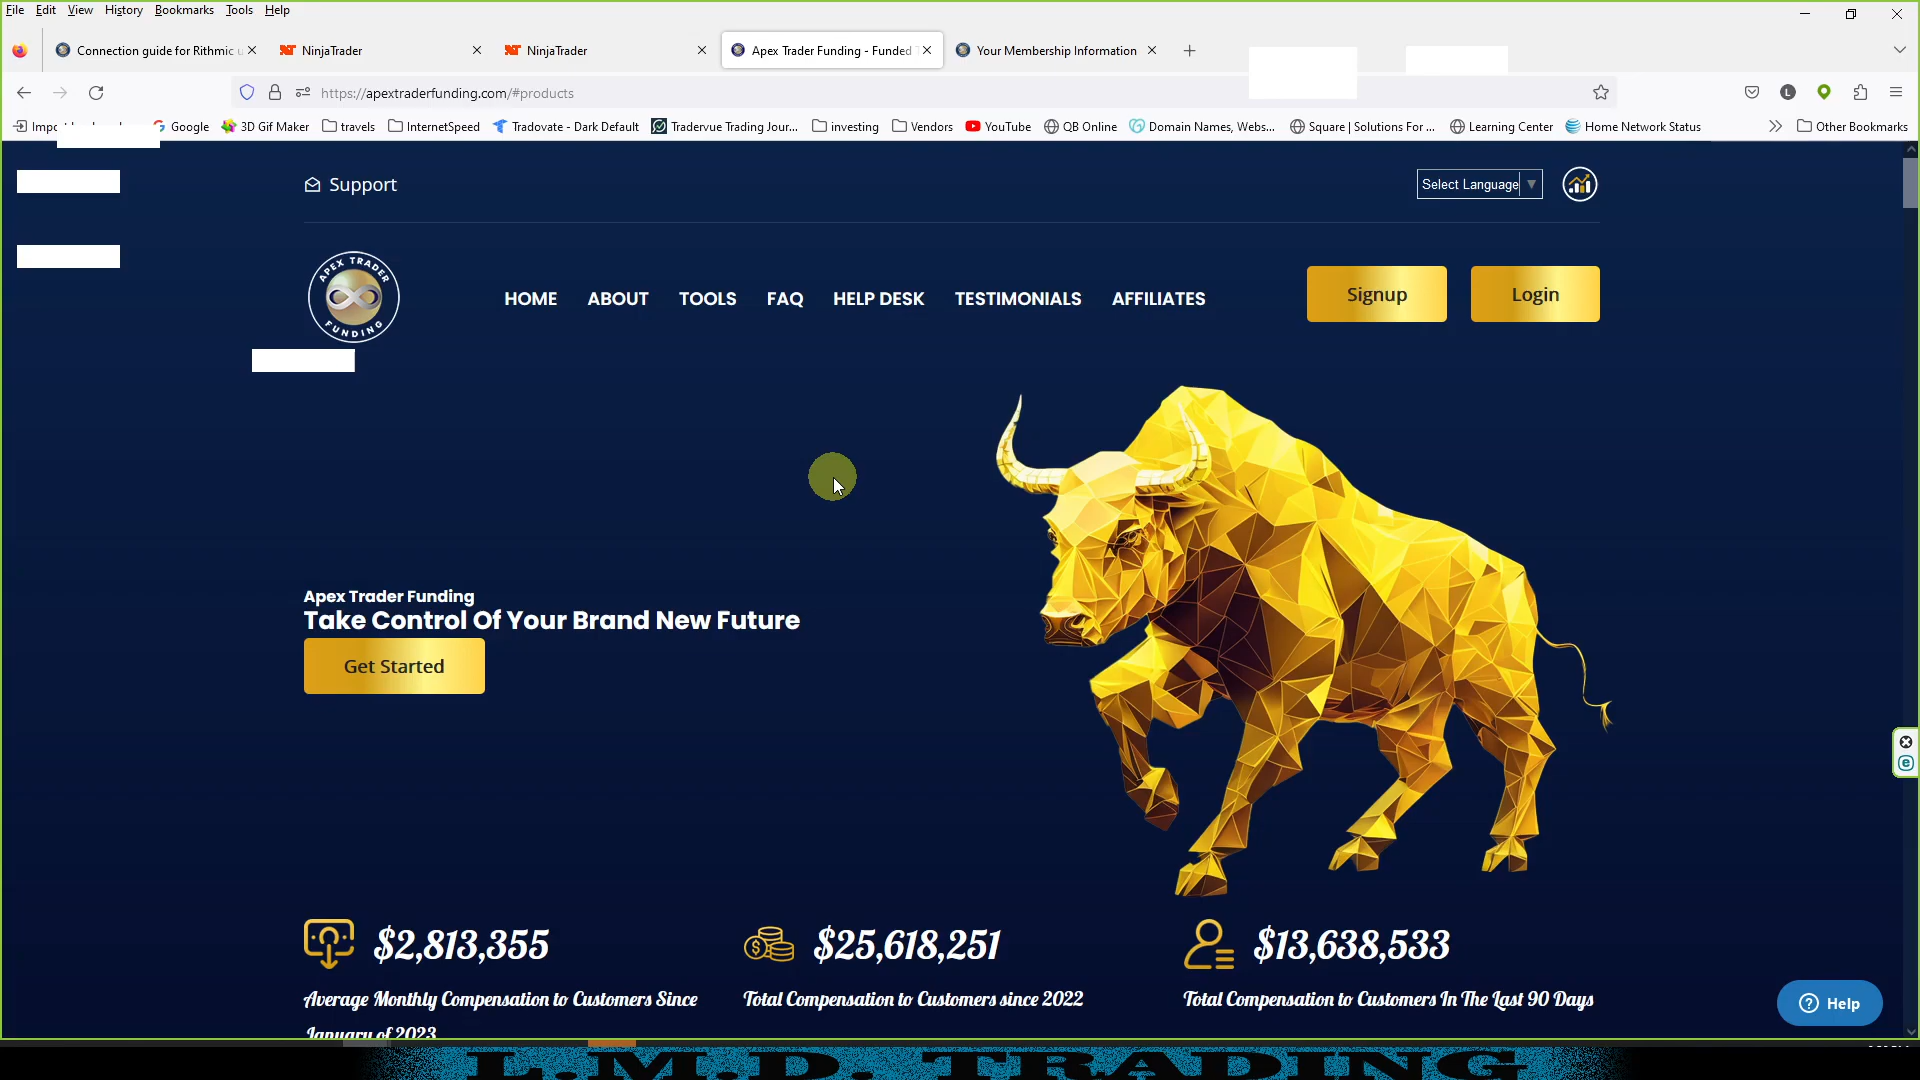 File Edit View History Bookmarks Tools Help
Connection guide for Rithmic u
NinjaTrader
NinjaTrader
Apex Trader Funding - Funded
Your Membership Information
https://apextraderfunding.com/#products
Google 3D Gif Maker travels InternetSpeed Tradovate - Dark Default Tradervue Trading Jour... investing Vendors YouTube QB Online Domain Names, Webs... Square | Solutions For ... Learning Center Home Network Status Other Bookmarks
Support
Select Language ▼
APEX TRADER
FUNDING
HOME ABOUT TOOLS FAQ HELP DESK TESTIMONIALS AFFILIATES
Signup
Login
Apex Trader Funding
Take Control Of Your Brand New Future
Get Started
$2,813,355
Average Monthly Compensation to Customers Since
January of 2023
$25,618,251
Total Compensation to Customers since 2022
$13,638,533
Total Compensation to Customers In The Last 90 Days
Help
L.M.D. TRADING